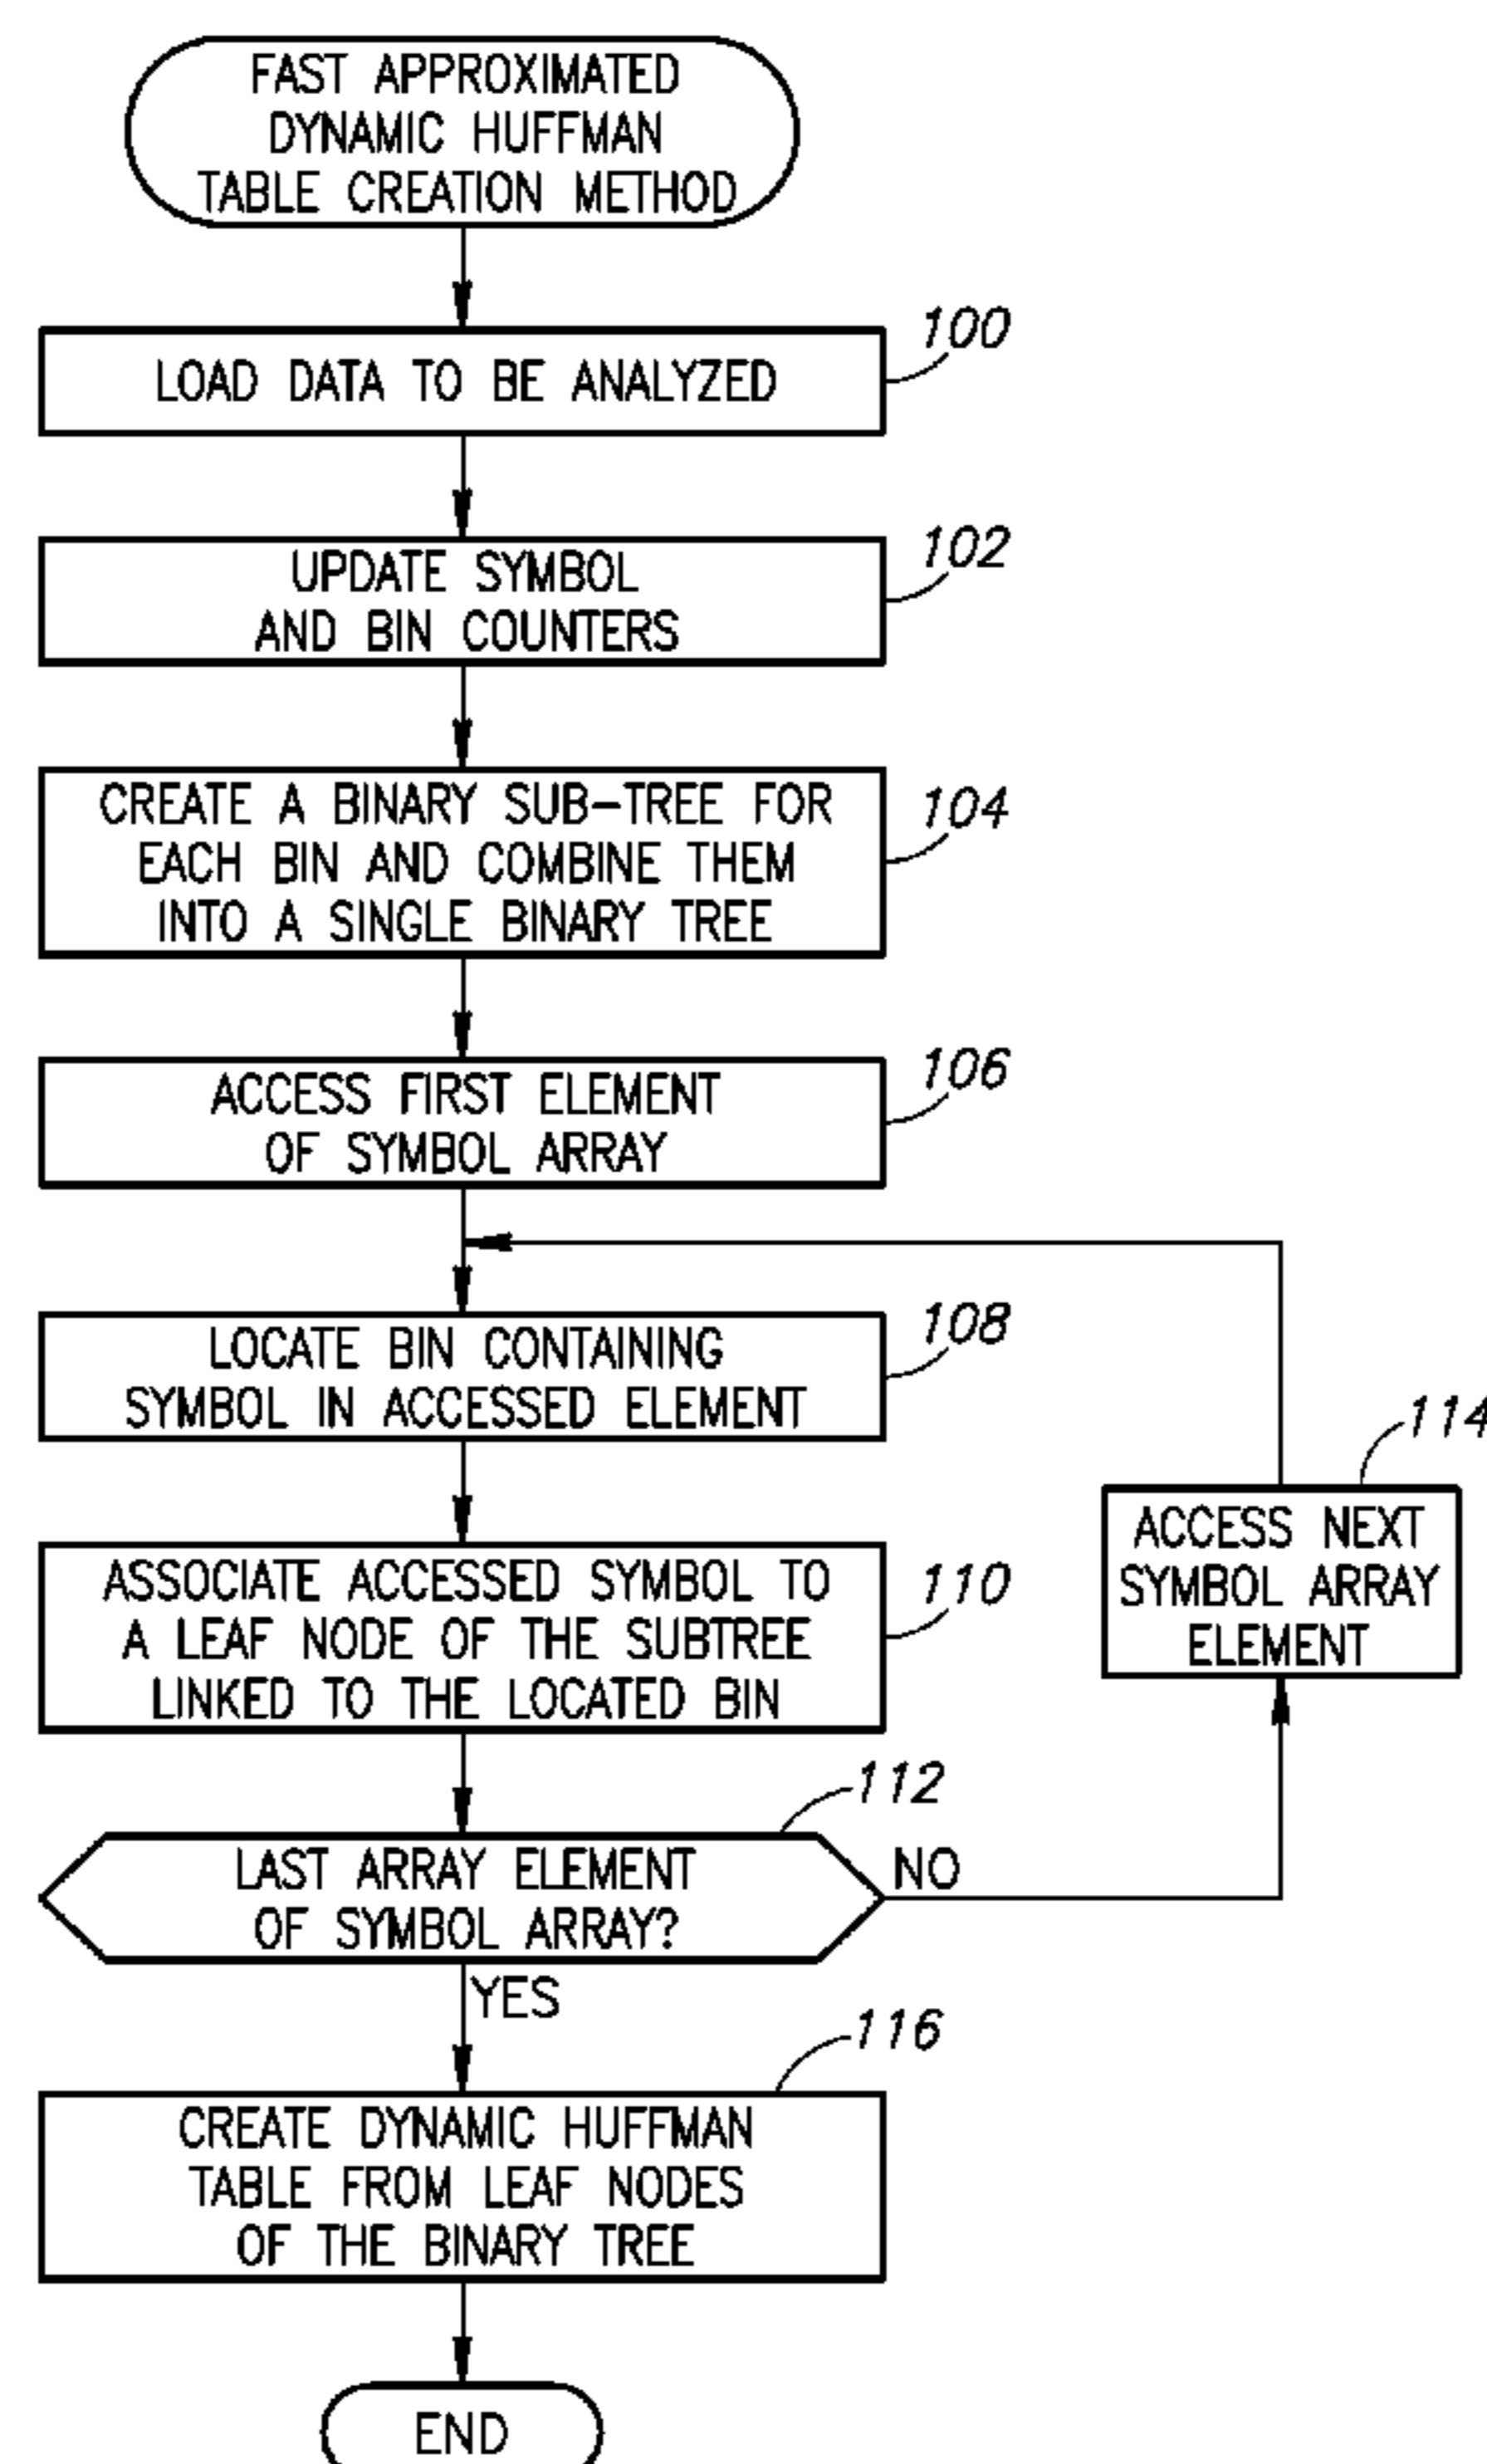 FAST APPROXIMATED
DYNAMIC HUFFMAN
TABLE CREATION METHOD
100
LOAD DATA TO BE ANALYZED
102
UPDATE SYMBOL
AND BIN COUNTERS
104
CREATE A BINARY SUB-TREE FOR
EACH BIN AND COMBINE THEM
INTO A SINGLE BINARY TREE
106
ACCESS FIRST ELEMENT
OF SYMBOL ARRAY
108
LOCATE BIN CONTAINING
SYMBOL IN ACCESSED ELEMENT
114
ACCESS NEXT
SYMBOL ARRAY
ELEMENT
110
ASSOCIATE ACCESSED SYMBOL TO
A LEAF NODE OF THE SUBTREE
LINKED TO THE LOCATED BIN
112
LAST ARRAY ELEMENT
OF SYMBOL ARRAY?
NO
YES
116
CREATE DYNAMIC HUFFMAN
TABLE FROM LEAF NODES
OF THE BINARY TREE
END